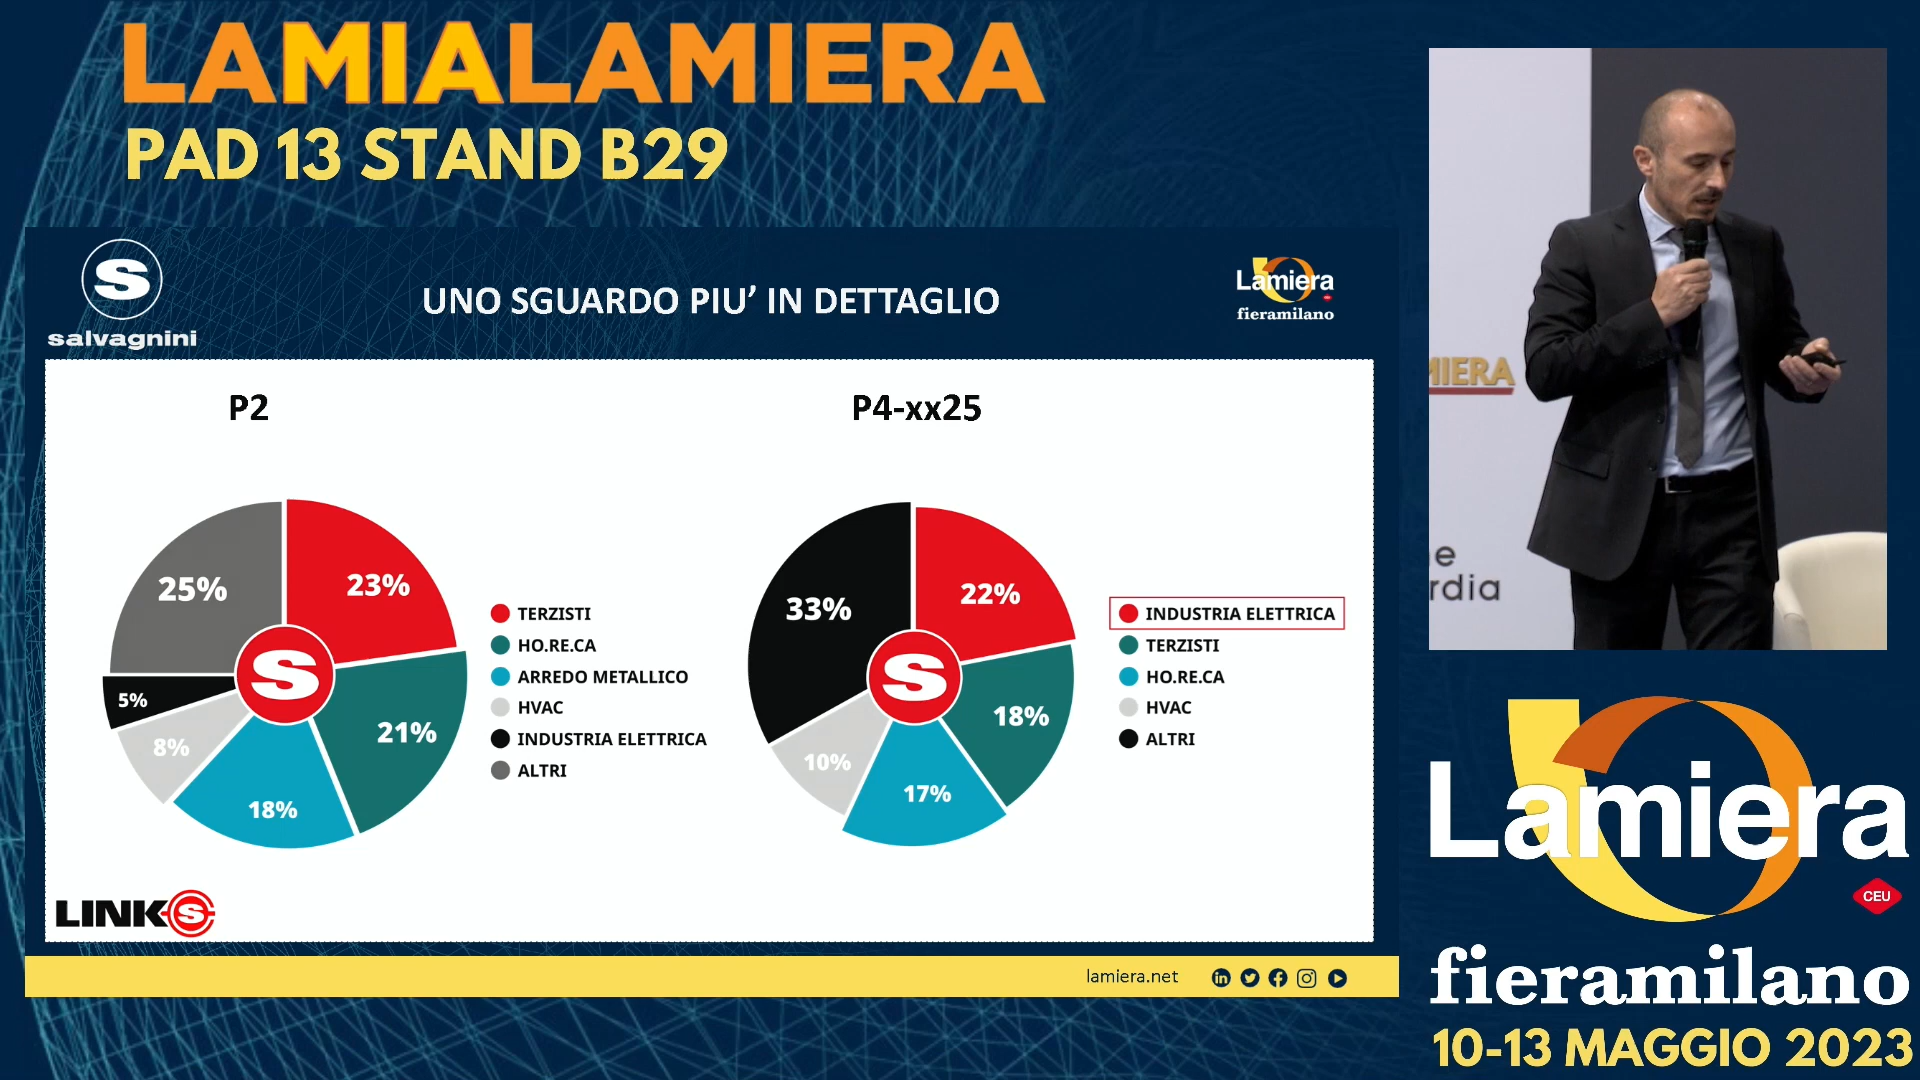 LAMIALAMIERA
PAD 13 STAND B29
S
salvagnini
UNO SGUARDO PIU' IN DETTAGLIO
Lamiera
fieramilano
P2
P4-xx25
25%
23%
5%
8%
18%
21%
S
TERZISTI
HO.RE.CA
ARREDO METALLICO
HVAC
INDUSTRIA ELETTRICA
ALTRI
33%
22%
18%
10%
17%
S
INDUSTRIA ELETTRICA
TERZISTI
HO.RE.CA
HVAC
ALTRI
LINKS
lamiera.net
MIERA
e
rdia
Lamiera
CEU
fieramilano
10-13 MAGGIO 2023